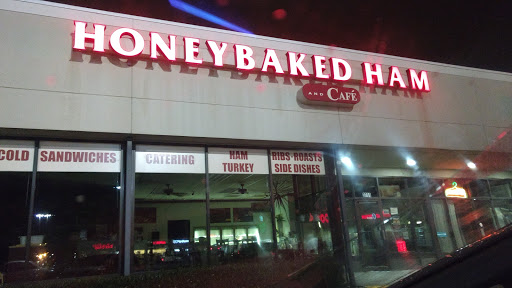 HONEYBAKED HAM
AND CAFÉ
COLD
SANDWICHES
CATERING
HAM
TURKEY
RIBS·ROASTS
SIDE DISHES